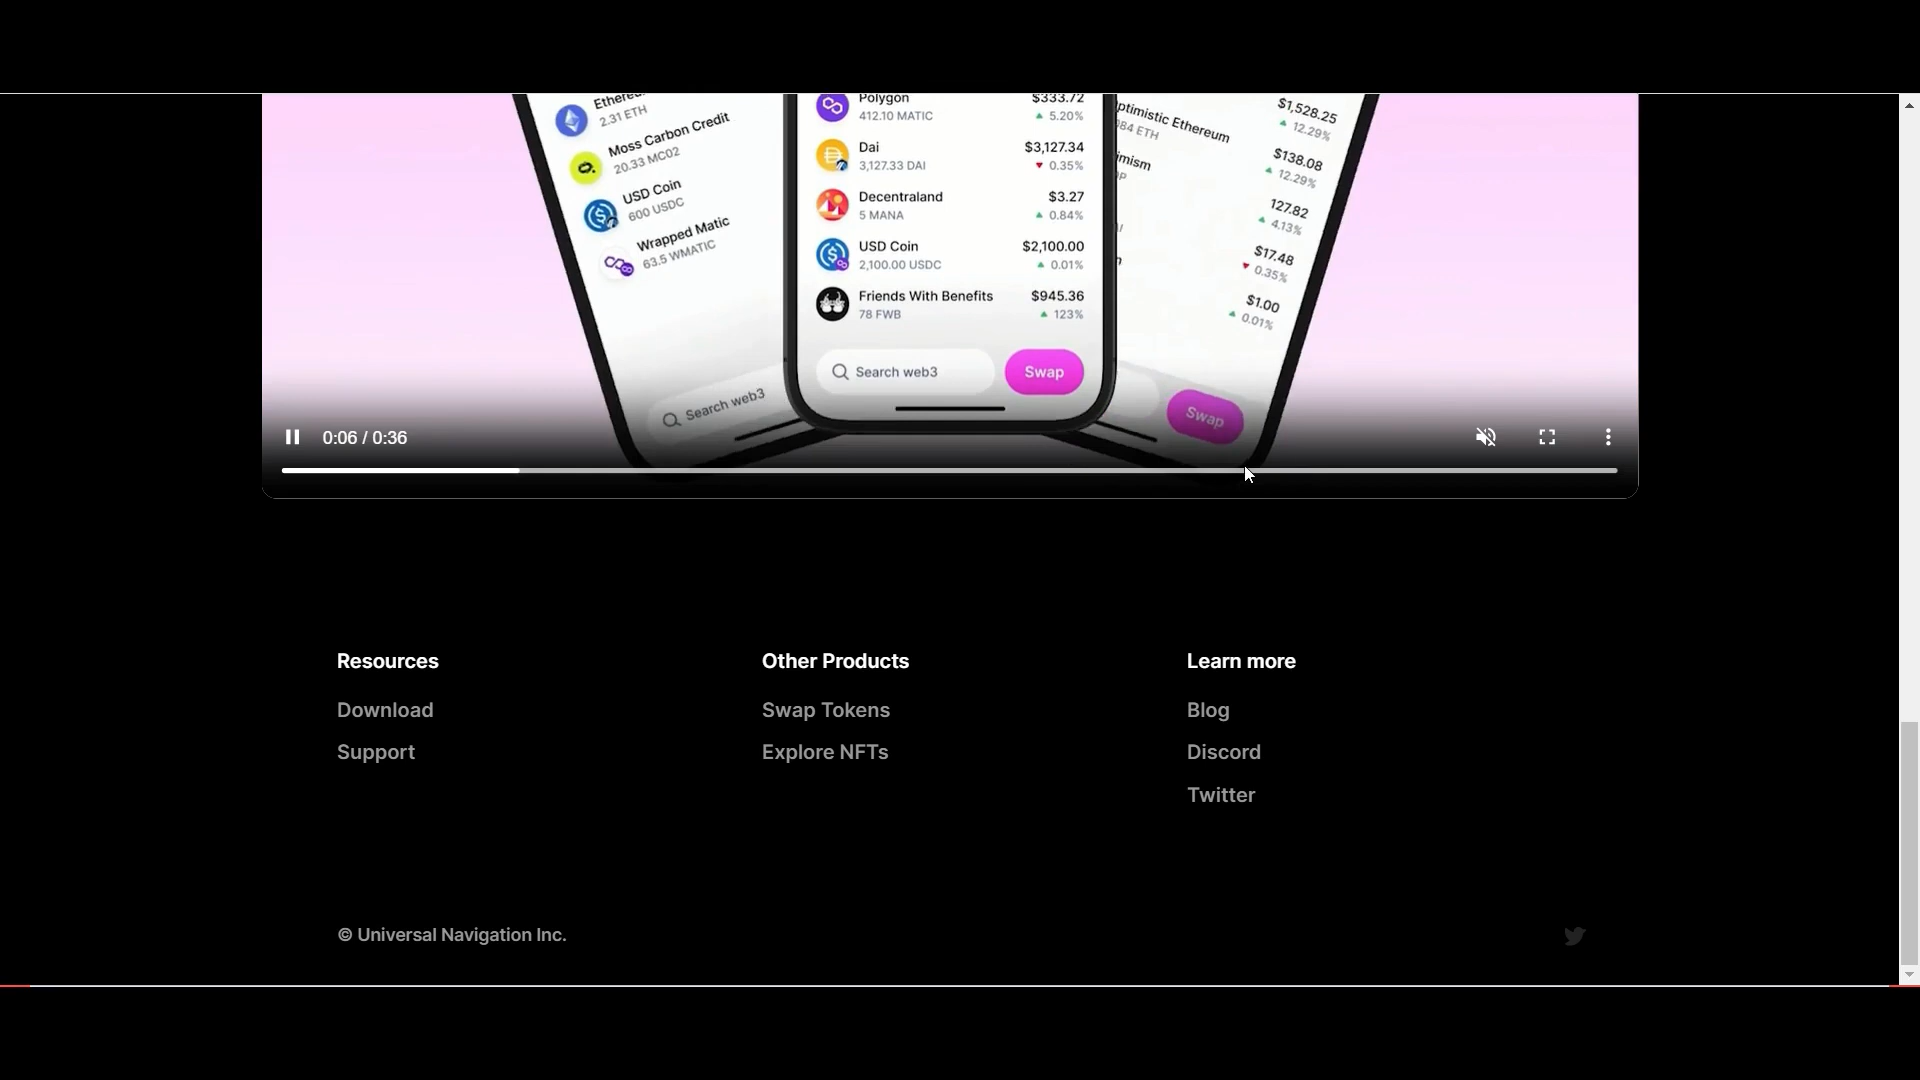 2.31 ETH
Moss Carbon Credit
20.33 MC02
USD Coin
600 USDC
Wrapped Matic
63.5 WMATIC
Search web3
Polygon
$333.72
412.10 MATIC
5.20%
Dai
$3,127.34
3,127.33 DAI
0.35%
Decentraland
$3.27
5 MANA
0.84%
USD Coin
$2,100.00
2,100.00 USDC
0.01%
Friends With Benefits
$945.36
78 FWB
123%
Search web3
Swap
Ethereum
$1,528.25
ETH
12.29%
$138.08
12.29%
127.82
4.13%
$17.48
0.35%
$1.00
0.01%
Swap
0:06 / 0:36
Resources
Download
Support
Other Products
Swap Tokens
Explore NFTs
Learn more
Blog
Discord
Twitter
© Universal Navigation Inc.